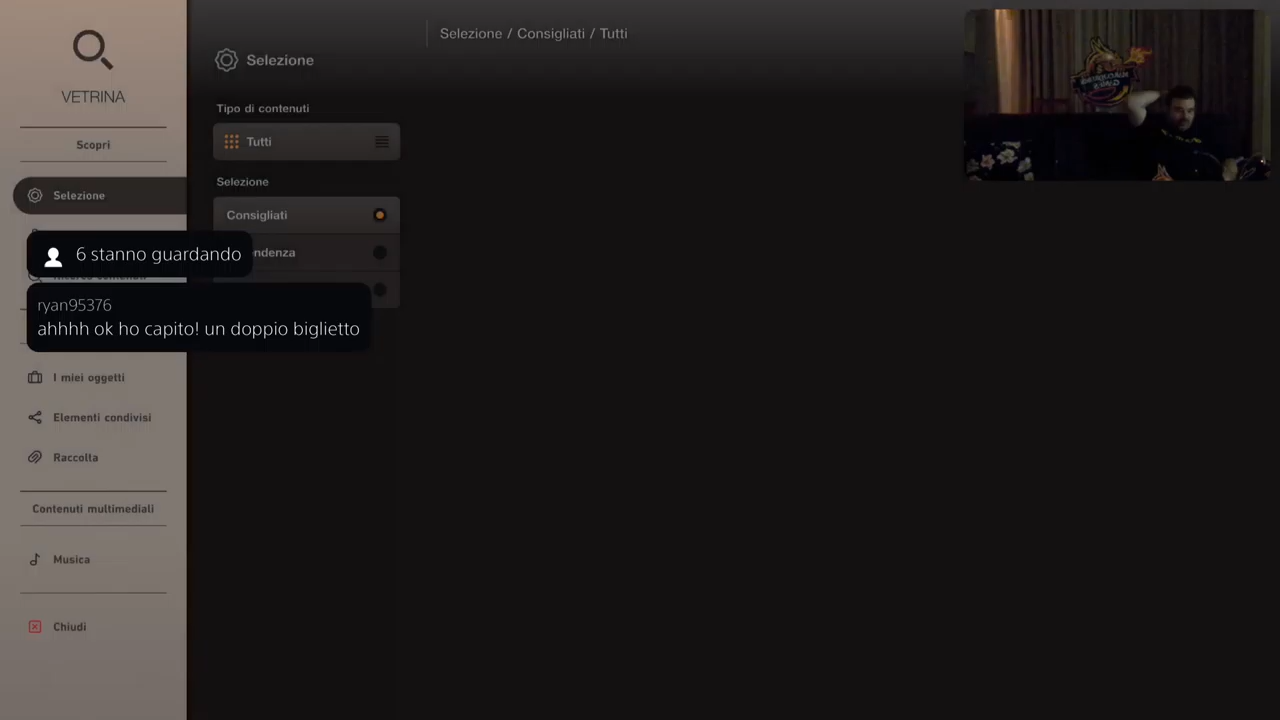 VETRINA
Scopri
Selezione
6 stanno guardando
ryan95376
ahhhh ok ho capito! un doppio biglietto
I miei oggetti
Elementi condivisi
Raccolta
Contenuti multimediali
Musica
Chiudi
Selezione
Tipo di contenuti
Tutti
Selezione
Consigliati
ndenza
Selezione / Consigliati / Tutti